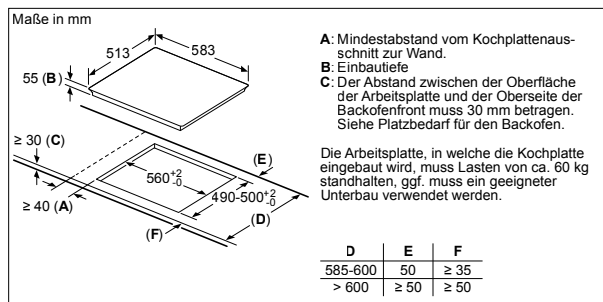 Maße in mm
513
583
55 (B)
≥ 30 (C)
(E)
560 +2 -0
490-500 +2 -0
≥ 40 (A)
(D)
(F)
A: Mindestabstand vom Kochplattenaus-
schnitt zur Wand.
B: Einbautiefe
C: Der Abstand zwischen der Oberfläche
der Arbeitsplatte und der Oberseite der
Backofenfront muss 30 mm betragen.
Siehe Platzbedarf für den Backofen.
Die Arbeitsplatte, in welche die Kochplatte
eingebaut wird, muss Lasten von ca. 60 kg
standhalten, ggf. muss ein geeigneter
Unterbau verwendet werden.
D E F
585-600 50 ≥ 35
> 600 ≥ 50 ≥ 50